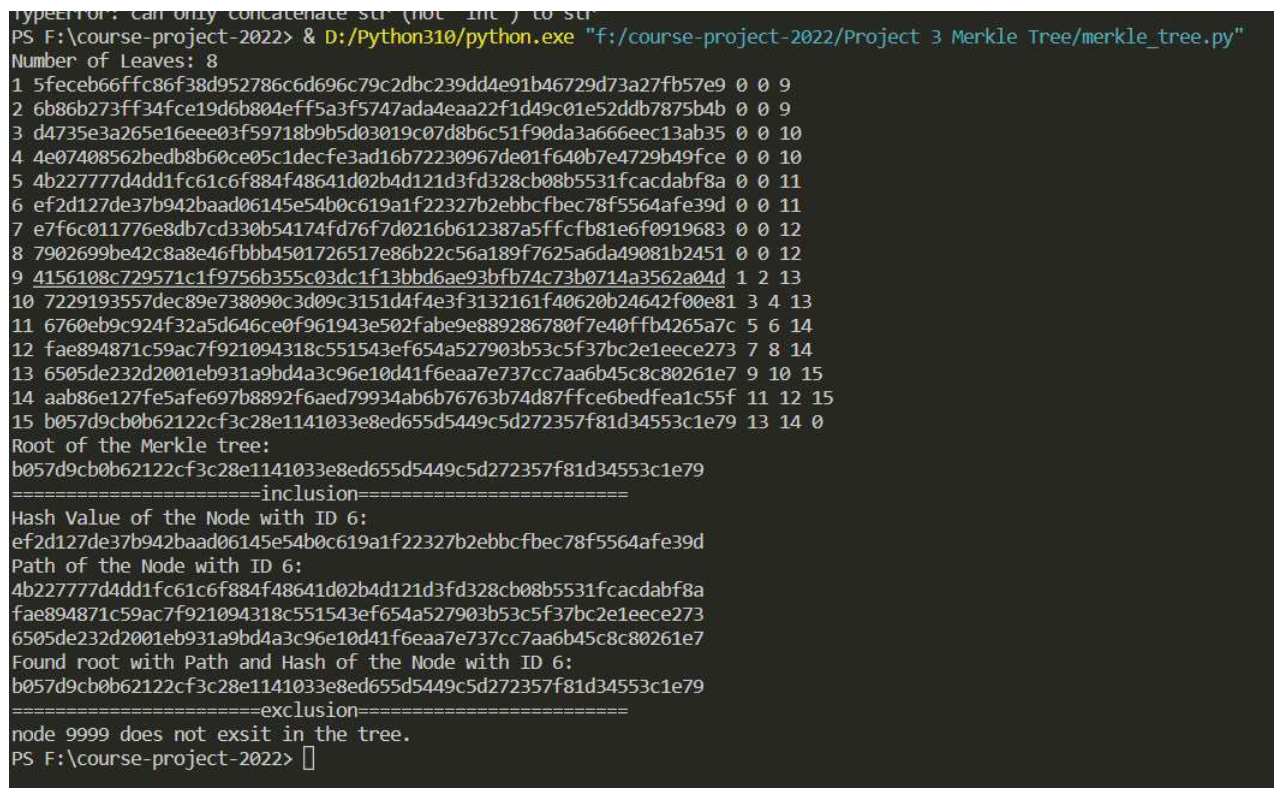 TypeError: can only concatenate str (not "int") to str
PS F:\course-project-2022> & D:/Python310/python.exe "f:/course-project-2022/Project 3 Merkle Tree/merkle_tree.py"
Number of Leaves: 8
1 5feceb66ffc86f38d952786c6d696c79c2dbc239dd4e91b46729d73a27fb57e9 0 0 9
2 6b86b273ff34fce19d6b804eff5a3f5747ada4eaa22f1d49c01e52ddb7875b4b 0 0 9
3 d4735e3a265e16eee03f59718b9b5d03019c07d8b6c51f90da3a666eec13ab35 0 0 10
4 4e07408562bedb8b60ce05c1decfe3ad16b72230967de01f640b7e4729b49fce 0 0 10
5 4b227777d4dd1fc61c6f884f48641d02b4d121d3fd328cb08b5531fcacdabf8a 0 0 11
6 ef2d127de37b942baad06145e54b0c619a1f22327b2ebbcfbec78f5564afe39d 0 0 11
7 e7f6c011776e8db7cd330b54174fd76f7d0216b612387a5ffcfb81e6f0919683 0 0 12
8 7902699be42c8a8e46fbbb4501726517e86b22c56a189f7625a6da49081b2451 0 0 12
9 4156108c729571c1f9756b355c03dc1f13bbd6ae93bfb74c73b0714a3562a04d 1 2 13
10 7229193557dec89e738090c3d09c3151d4f4e3f3132161f40620b24642f00e81 3 4 13
11 6760eb9c924f32a5d646ce0f961943e502fabe9e889286780f7e40ffb4265a7c 5 6 14
12 fae894871c59ac7f921094318c551543ef654a527903b53c5f37bc2e1eece273 7 8 14
13 6505de232d2001eb931a9bd4a3c96e10d41f6eaa7e737cc7aa6b45c8c80261e7 9 10 15
14 aab86e127fe5afe697b8892f6aed79934ab6b76763b74d87ffce6bedfea1c55f 11 12 15
15 b057d9cb0b62122cf3c28e1141033e8ed655d5449c5d272357f81d34553c1e79 13 14 0
Root of the Merkle tree:
b057d9cb0b62122cf3c28e1141033e8ed655d5449c5d272357f81d34553c1e79
=======================inclusion=========================
Hash Value of the Node with ID 6:
ef2d127de37b942baad06145e54b0c619a1f22327b2ebbcfbec78f5564afe39d
Path of the Node with ID 6:
4b227777d4dd1fc61c6f884f48641d02b4d121d3fd328cb08b5531fcacdabf8a
fae894871c59ac7f921094318c551543ef654a527903b53c5f37bc2e1eece273
6505de232d2001eb931a9bd4a3c96e10d41f6eaa7e737cc7aa6b45c8c80261e7
Found root with Path and Hash of the Node with ID 6:
b057d9cb0b62122cf3c28e1141033e8ed655d5449c5d272357f81d34553c1e79
=======================exclusion=========================
node 9999 does not exsit in the tree.
PS F:\course-project-2022>